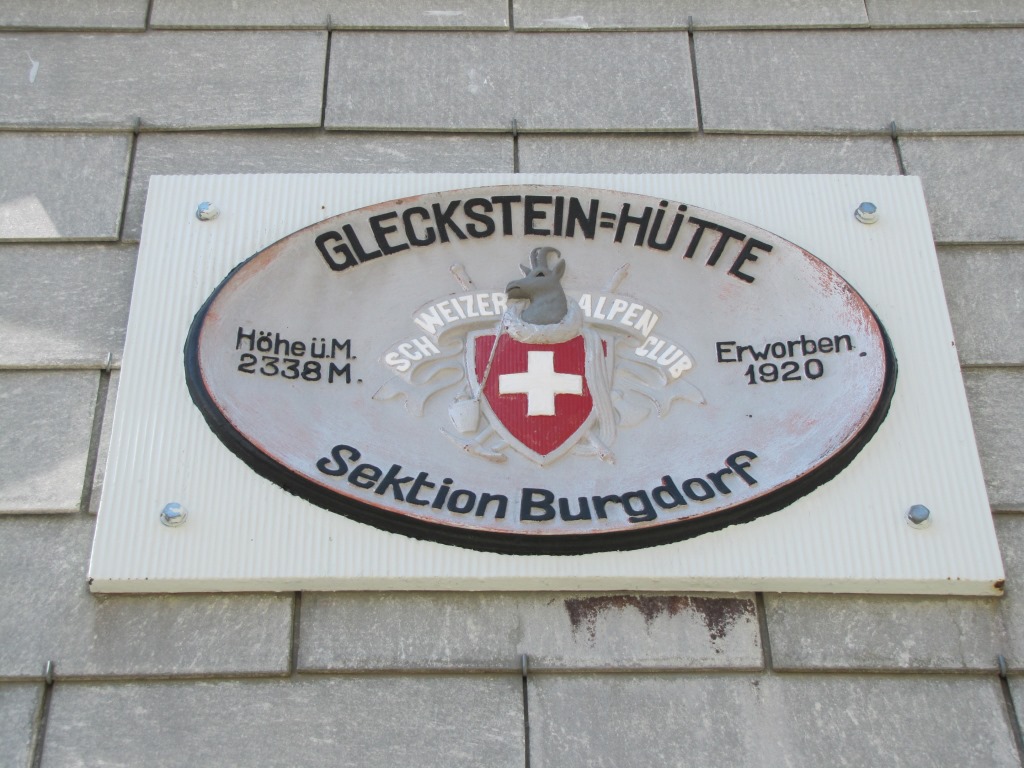 GLECKSTEIN=HÜTTE
SCHWEIZER ALPEN CLUB
Höhe ü.M.
2338 M.
Erworben.
1920
Sektion Burgdorf